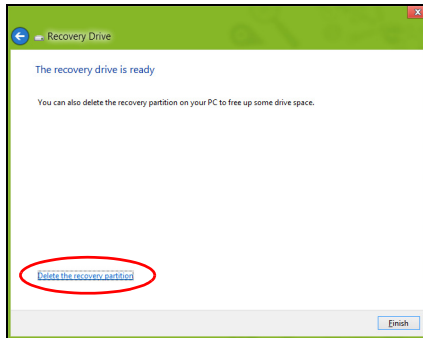 x
Recovery Drive
The recovery drive is ready
You can also delete the recovery partition on your PC to free up some drive space.
Delete the recovery partition
Finish